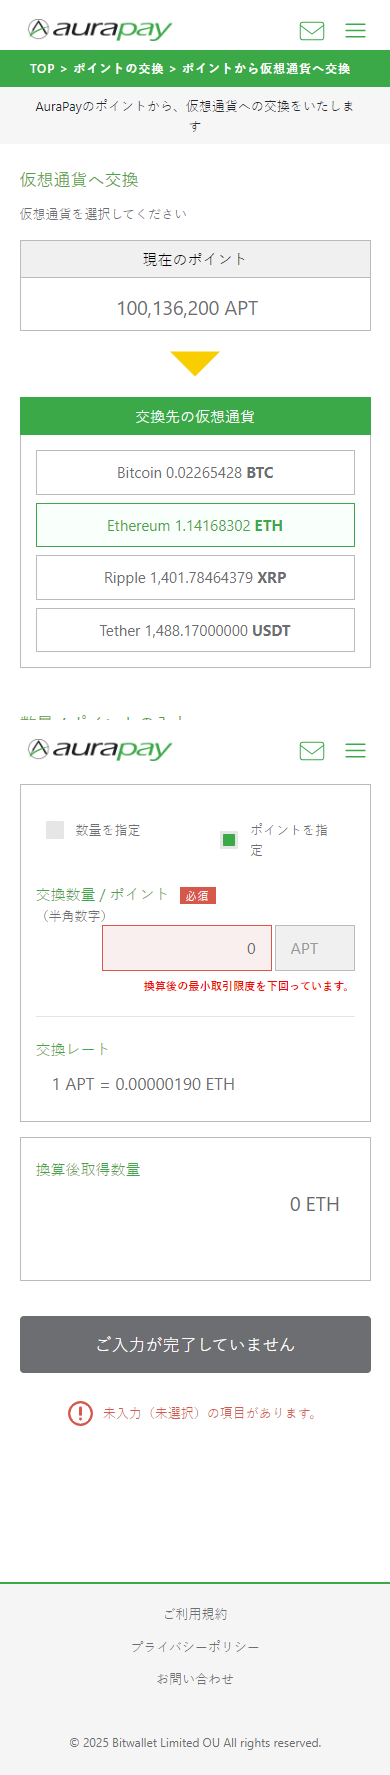 aurapay
TOP > ポイントの交換 > ポイントから仮想通貨へ交換
AuraPayのポイントから、仮想通貨への交換をいたしま
す
仮想通貨へ交換
仮想通貨を選択してください
現在のポイント
100,136,200 APT
交換先の仮想通貨
Bitcoin 0.02265428 BTC
Ethereum 1.14168302 ETH
Ripple 1,401.78464379 XRP
Tether 1,488.17000000 USDT
数量 / ポイントの入力
aurapay
数量を指定
ポイントを指
定
交換数量 / ポイント 必須
（半角数字）
0 APT
換算後の最小取引限度を下回っています。
交換レート
1 APT = 0.00000190 ETH
換算後取得数量
0 ETH
ご入力が完了していません
未入力（未選択）の項目があります。
ご利用規約
プライバシーポリシー
お問い合わせ
© 2025 Bitwallet Limited OU All rights reserved.